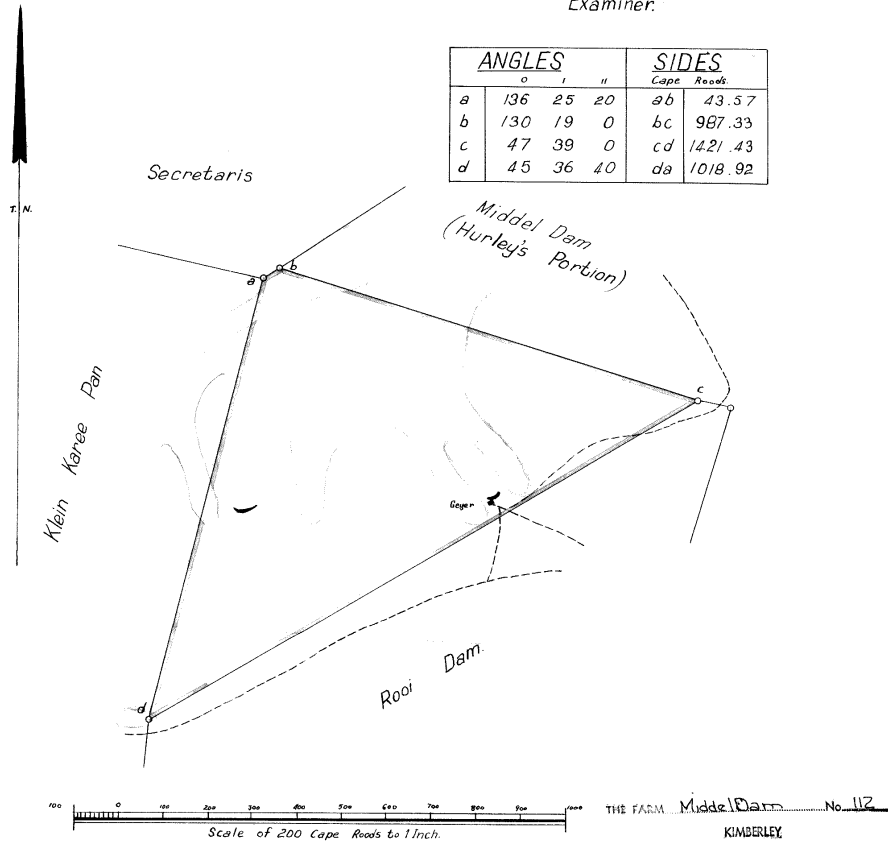 Examiner.
ANGLES SIDES
o ı ıı Cape Roods.
a 136 25 20 ab 43.57
b 130 19 0 bc 987.33
c 47 39 0 cd 1421.43
d 45 36 40 da 1018.92
Secretaris
T. N.
Middel Dam
(Hurley's Portion)
a
b
c
Klein Karee Pan
Geyer
d
Rooi Dam.
100 0 100 200 300 400 500 600 700 800 900 1000
Scale of 200 Cape Roods to 1 Inch.
THE FARM Middel Dam No 112
KIMBERLEY.